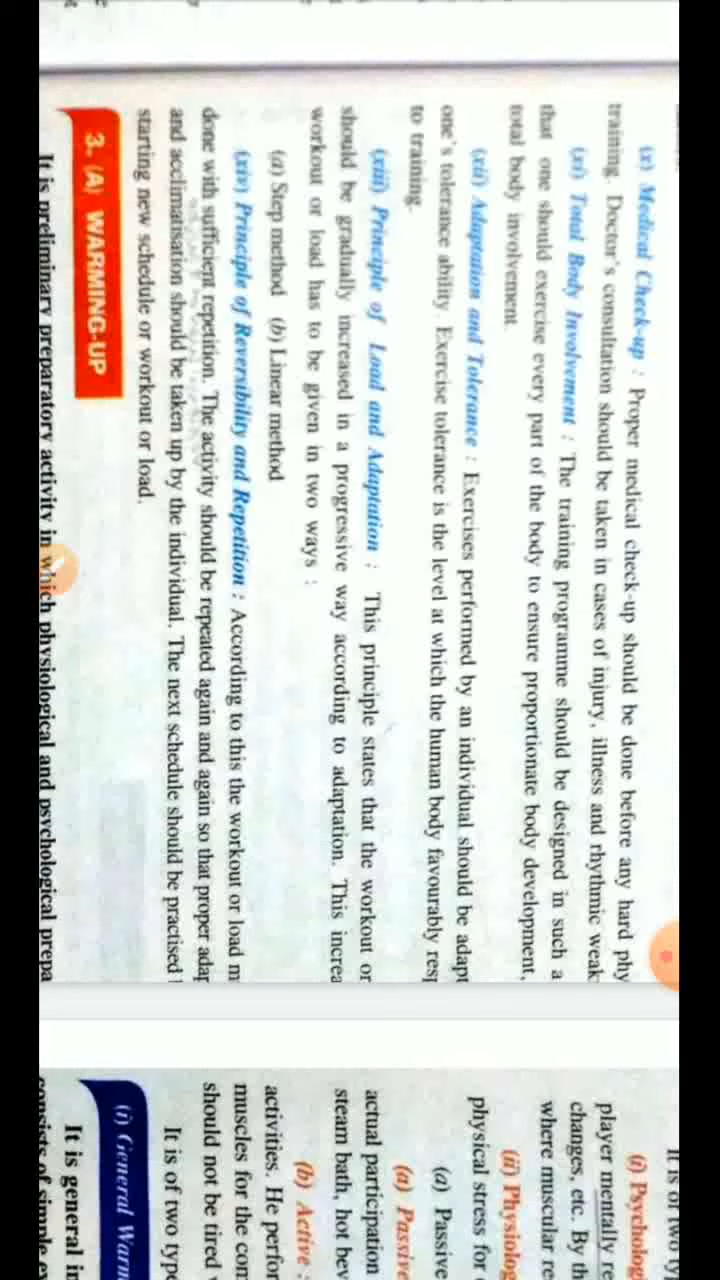 (x) Medical Check-up : Proper medical check-up should be done before any hard phy
training. Doctor's consultation should be taken in cases of injury, illness and rhythmic weak
(xi) Total Body Involvement : The training programme should be designed in such a
that one should exercise every part of the body to ensure proportionate body development,
total body involvement.
(xii) Adaptation and Tolerance : Exercises performed by an individual should be adapt
one's tolerance ability. Exercise tolerance is the level at which the human body favourably resp
to training.
(xiii) Principle of Load and Adaptation : This principle states that the workout or
should be gradually increased in a progressive way according to adaptation. This increa
workout or load has to be given in two ways :
(a) Step method (b) Linear method
(xiv) Principle of Reversibility and Repetition : According to this the workout or load m
done with sufficient repetition. The activity should be repeated again and again so that proper adap
and acclimatisation should be taken up by the individual. The next schedule should be practised
starting new schedule or workout or load.
3. (A) WARMING-UP
It is preliminary preparatory activity in which physiological and psychological prepa
It is of two ty
(i) Psycholog
player mentally re
changes, etc. By th
where muscular re
(ii) Physiolog
physical stress for
(a) Passive
(a) Passive
actual participation
steam bath, hot bev
(b) Active :
activities. He perfor
muscles for the com
should not be tired
It is of two type
(i) General Warm
It is general in
consists of simple ex